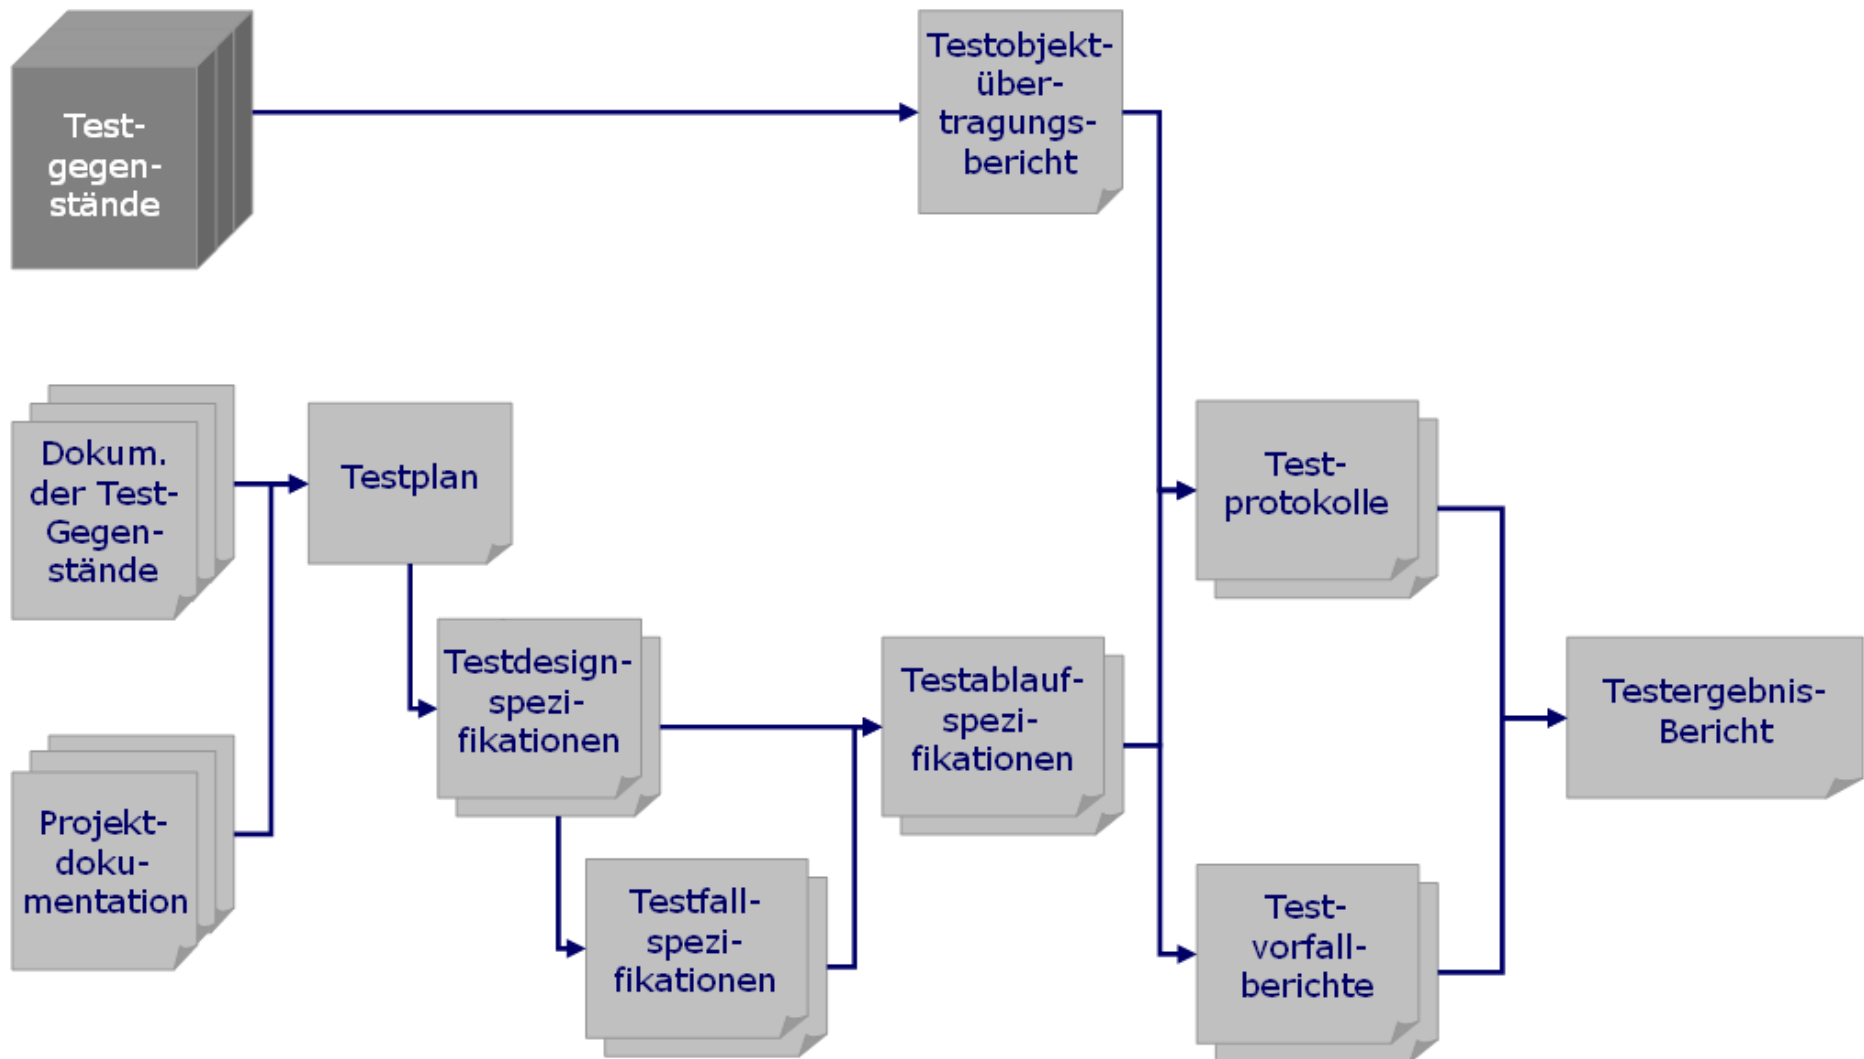 Test-
gegen-
stände
Testobjekt-
über-
tragungs-
bericht
Dokum.
der Test-
Gegen-
stände
Testplan
Test-
protokolle
Testdesign-
spezi-
fikationen
Testablauf-
spezi-
fikationen
Testergebnis-
Bericht
Projekt-
doku-
mentation
Testfall-
spezi-
fikationen
Test-
vorfall-
berichte